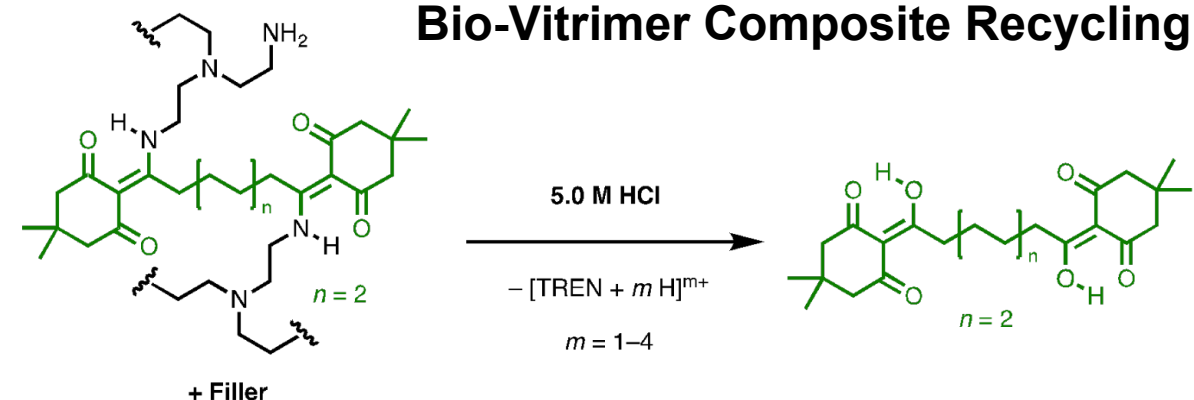 Bio-Vitrimer Composite Recycling
NH2
N
H
N
O
O
O
O
n
N
H
N
n = 2
+ Filler
5.0 M HCl
– [TREN + m H]m+
m = 1–4
H
O
O
O
O
O
n
O
H
n = 2